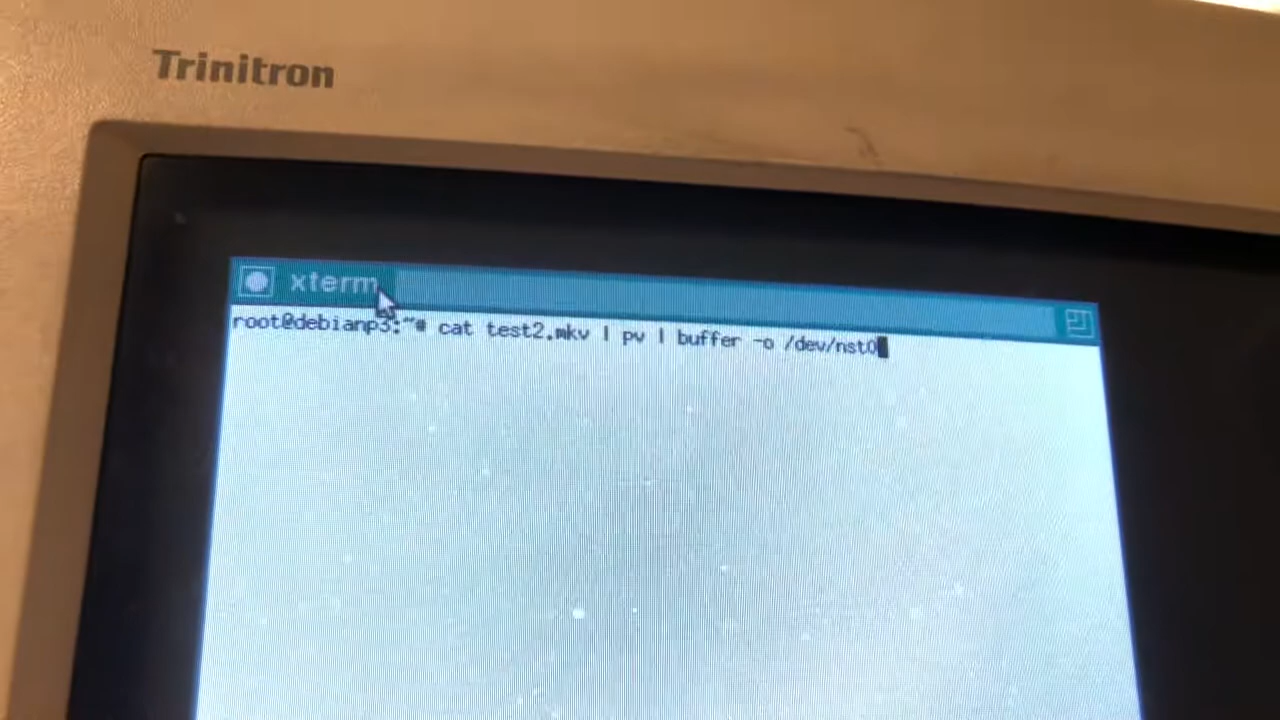 Trinitron
xterm
root@debianp3:~# cat test2.mkv | pv | buffer -o /dev/nst0